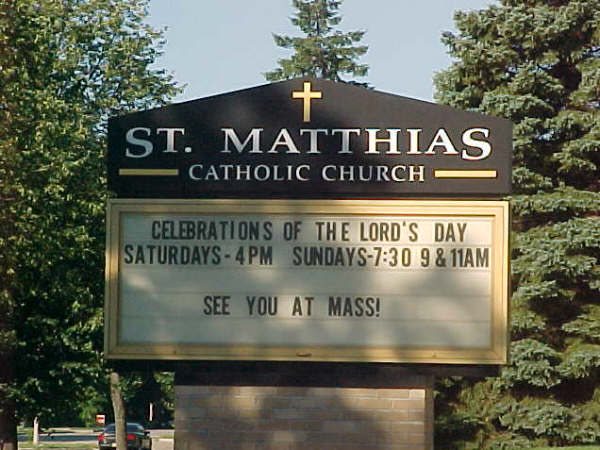 ST. MATTHIAS
CATHOLIC CHURCH
CELEBRATIONS OF THE LORD'S DAY
SATURDAYS-4PM SUNDAYS-7:30 9&11AM
SEE YOU AT MASS!